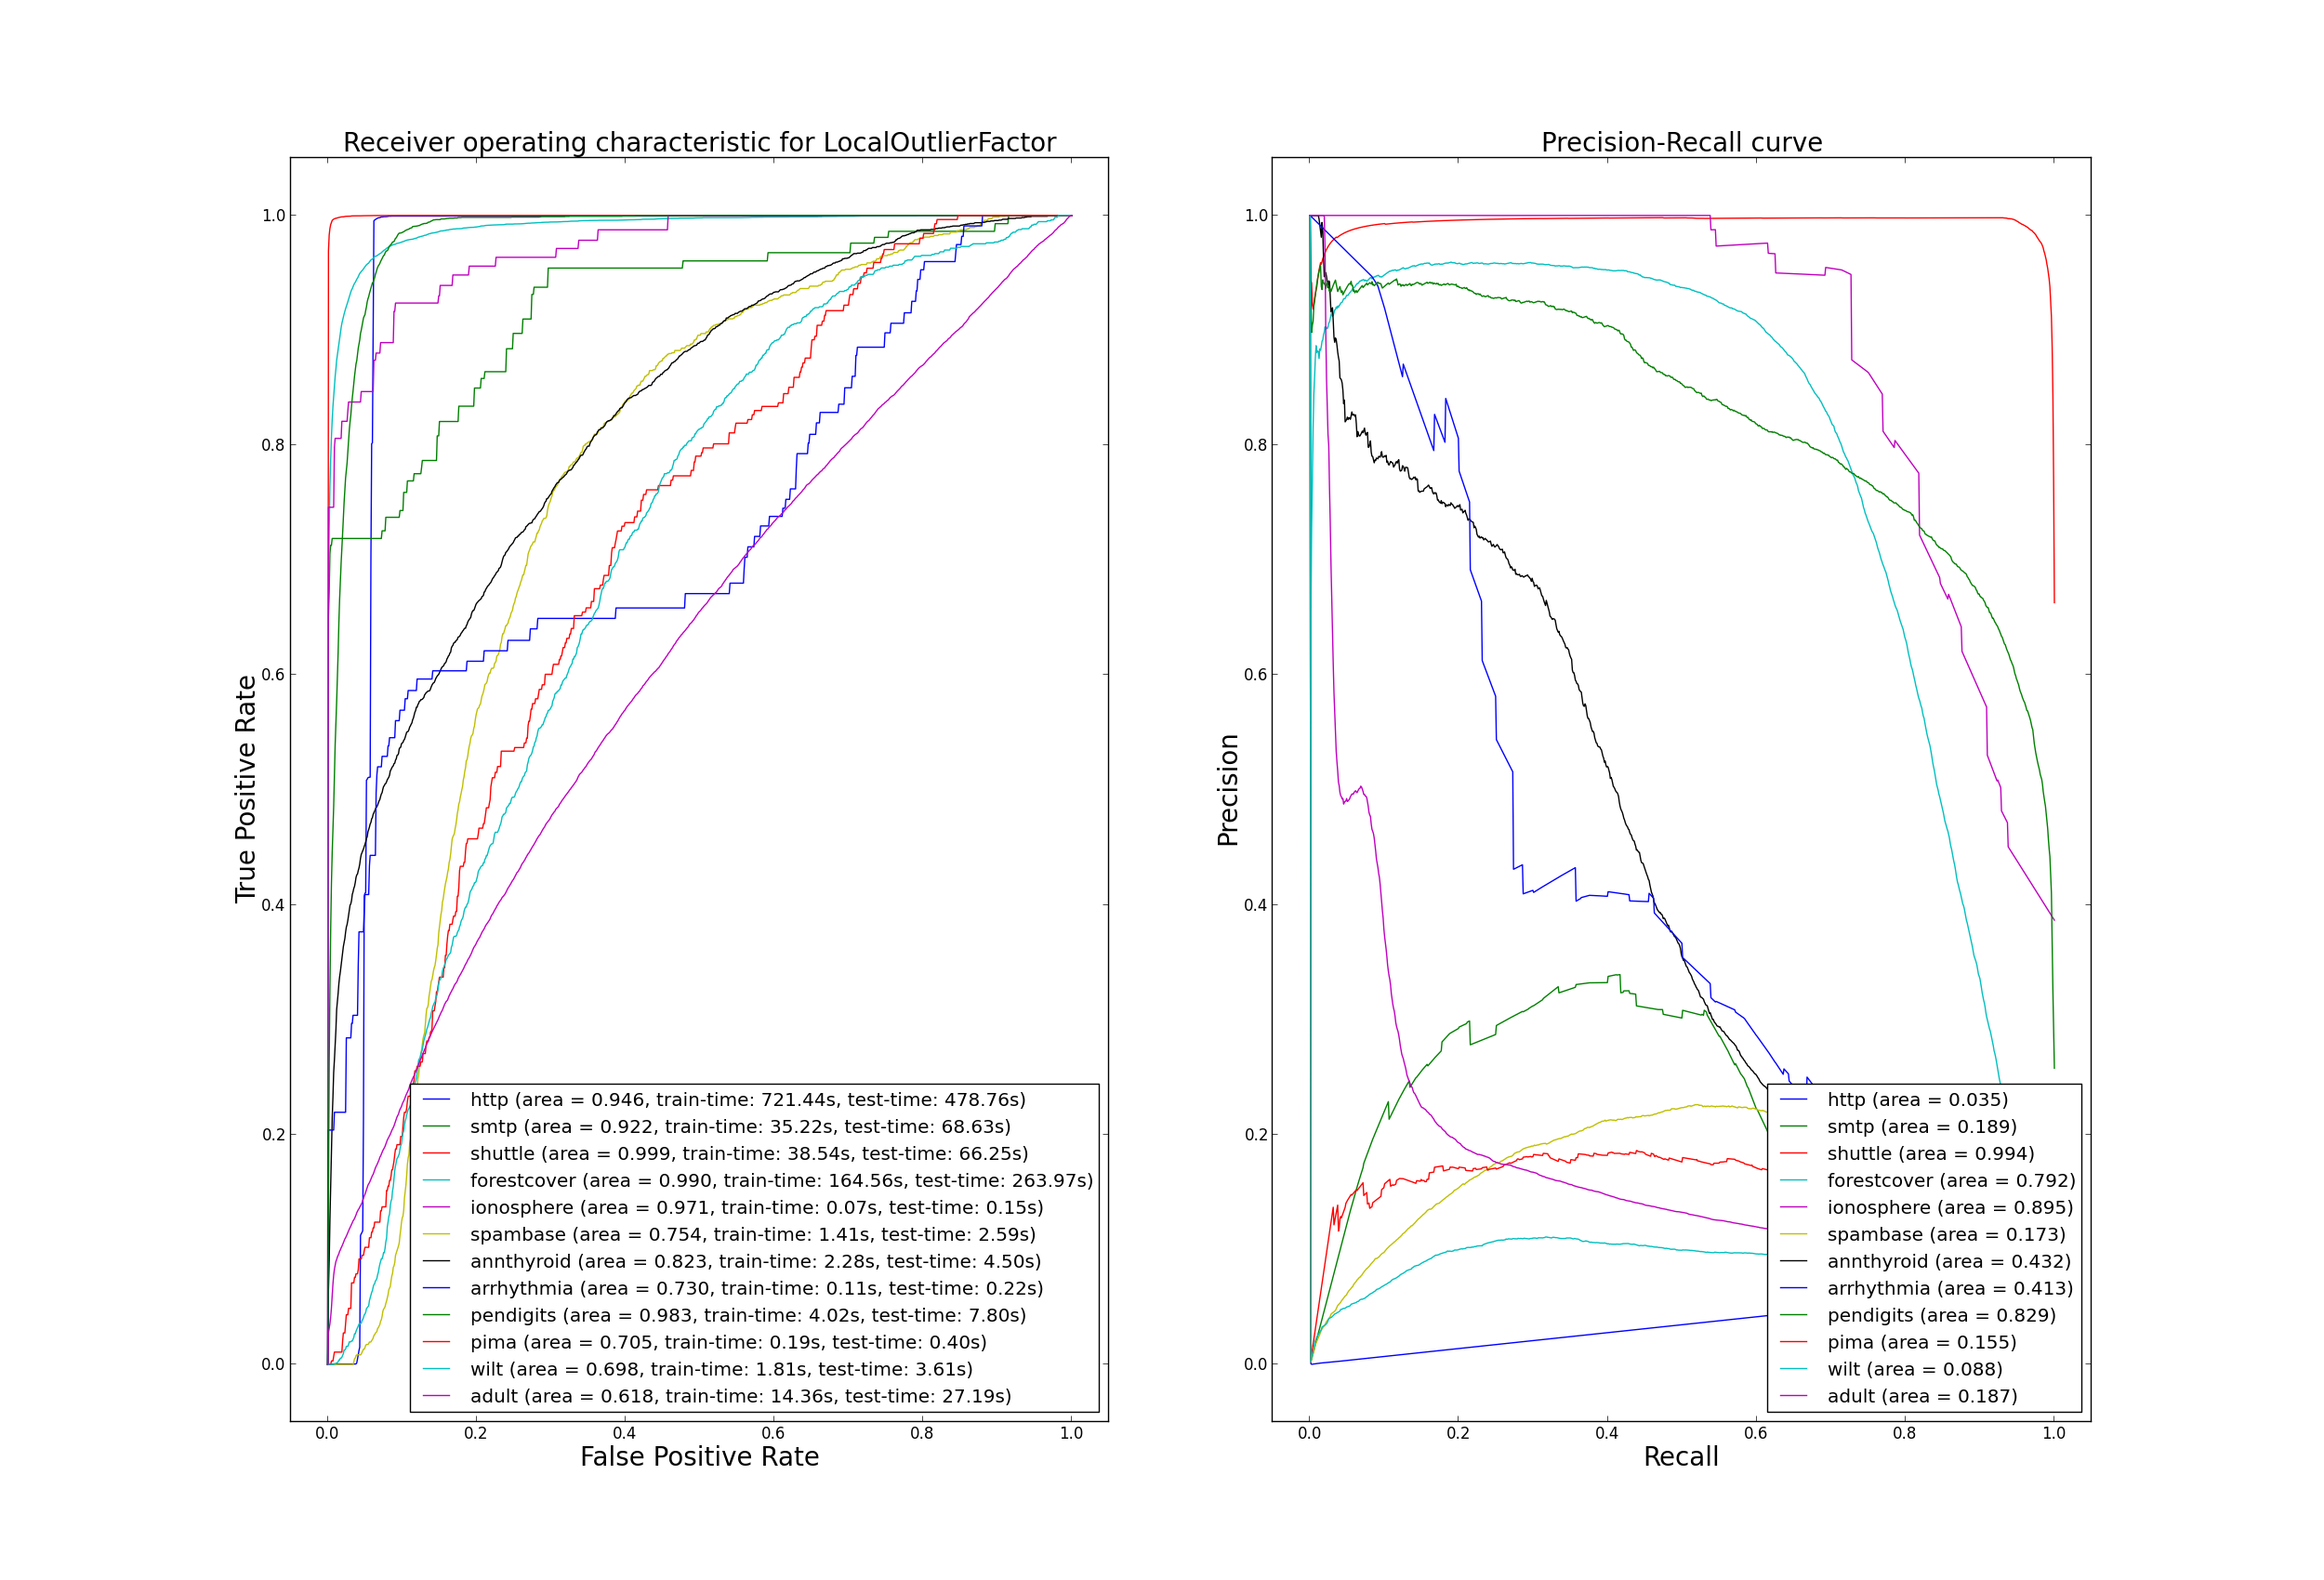 Receiver operating characteristic for LocalOutlierFactor
1.0
0.8
0.6
0.4
0.2
0.0
True Positive Rate
http (area = 0.946, train-time: 721.44s, test-time: 478.76s)
smtp (area = 0.922, train-time: 35.22s, test-time: 68.63s)
shuttle (area = 0.999, train-time: 38.54s, test-time: 66.25s)
forestcover (area = 0.990, train-time: 164.56s, test-time: 263.97s)
ionosphere (area = 0.971, train-time: 0.07s, test-time: 0.15s)
spambase (area = 0.754, train-time: 1.41s, test-time: 2.59s)
annthyroid (area = 0.823, train-time: 2.28s, test-time: 4.50s)
arrhythmia (area = 0.730, train-time: 0.11s, test-time: 0.22s)
pendigits (area = 0.983, train-time: 4.02s, test-time: 7.80s)
pima (area = 0.705, train-time: 0.19s, test-time: 0.40s)
wilt (area = 0.698, train-time: 1.81s, test-time: 3.61s)
adult (area = 0.618, train-time: 14.36s, test-time: 27.19s)
0.0 0.2 0.4 0.6 0.8 1.0
False Positive Rate
Precision-Recall curve
1.0
0.8
0.6
0.4
0.2
0.0
Precision
http (area = 0.035)
smtp (area = 0.189)
shuttle (area = 0.994)
forestcover (area = 0.792)
ionosphere (area = 0.895)
spambase (area = 0.173)
annthyroid (area = 0.432)
arrhythmia (area = 0.413)
pendigits (area = 0.829)
pima (area = 0.155)
wilt (area = 0.088)
adult (area = 0.187)
0.0 0.2 0.4 0.6 0.8 1.0
Recall